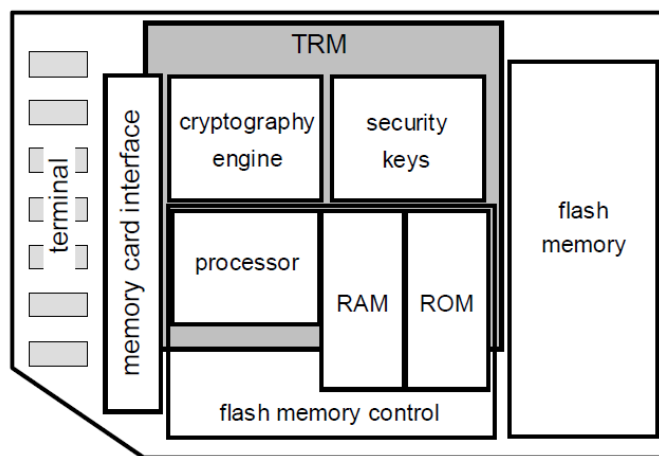 TRM
terminal
memory card interface
cryptography
engine
security
keys
processor
RAM
ROM
flash memory control
flash
memory